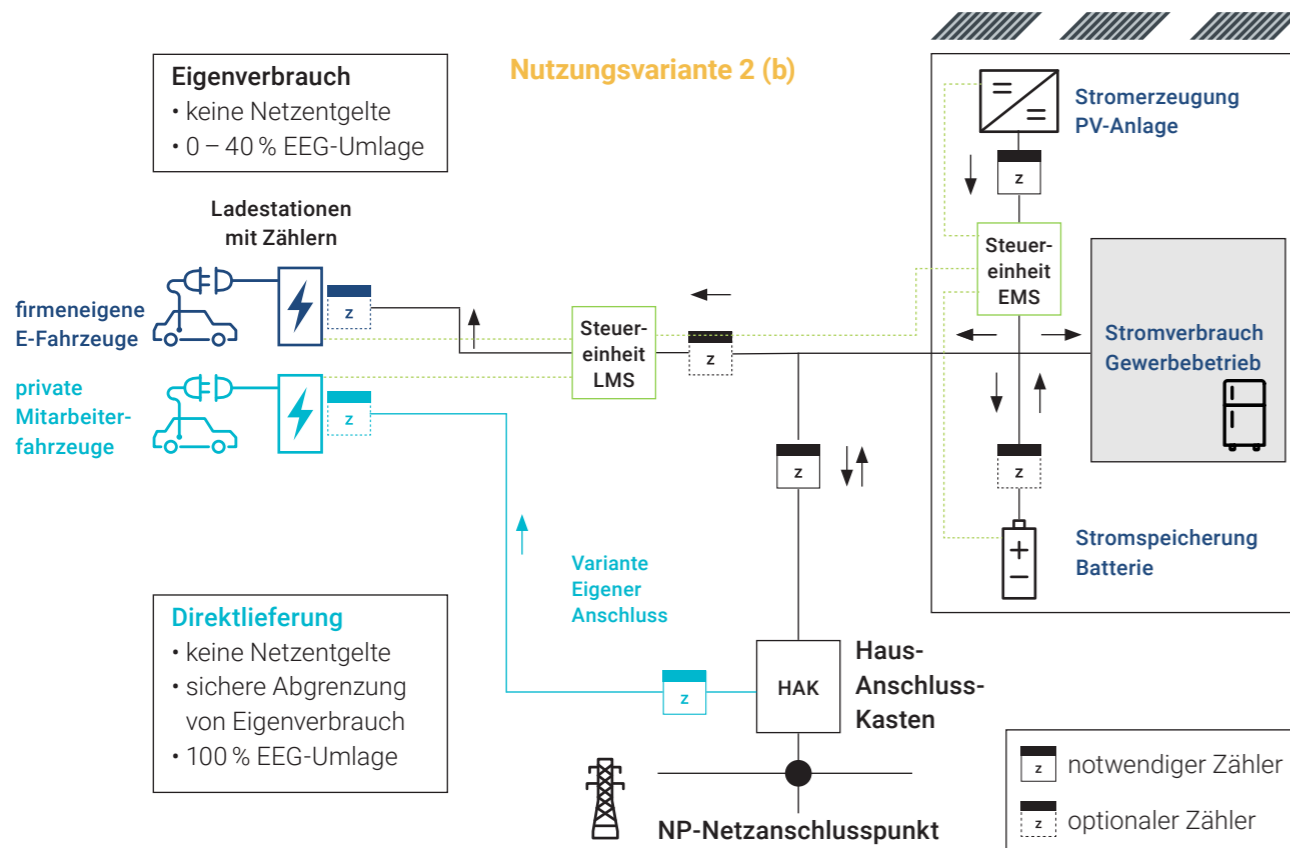 Nutzungsvariante 2 (b)
Eigenverbrauch
• keine Netzentgelte
• 0 – 40 % EEG-Umlage
Ladestationen
mit Zählern
firmeneigene
E-Fahrzeuge
z
private
Mitarbeiter-
fahrzeuge
z
Steuer-
einheit
LMS
z
Stromerzeugung
PV-Anlage
z
Steuer-
einheit
EMS
Stromverbrauch
Gewerbebetrieb
z
z
Stromspeicherung
Batterie
Variante
Eigener
Anschluss
Direktlieferung
• keine Netzentgelte
• sichere Abgrenzung
von Eigenverbrauch
• 100 % EEG-Umlage
z
HAK
Haus-
Anschluss-
Kasten
NP-Netzanschlusspunkt
z notwendiger Zähler
z optionaler Zähler